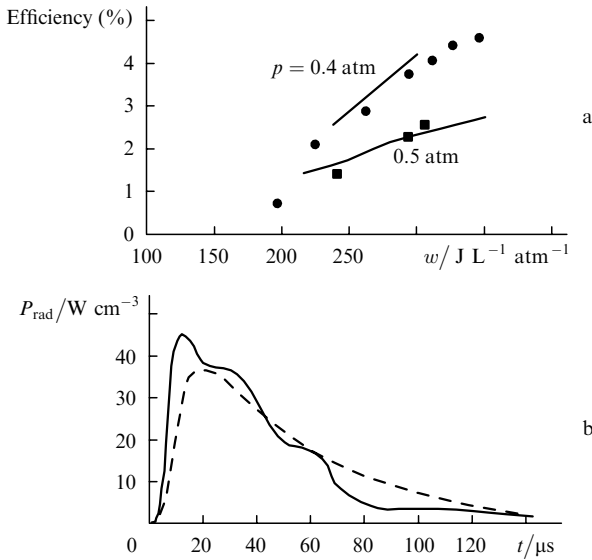 Efficiency (%)
4
p = 0.4 atm
3
a
2
0.5 atm
1
0
100 150 200 250 w/ J L⁻¹ atm⁻¹
P_rad/W cm⁻³
40
30
b
20
10
0 20 40 60 80 100 120 t/μs